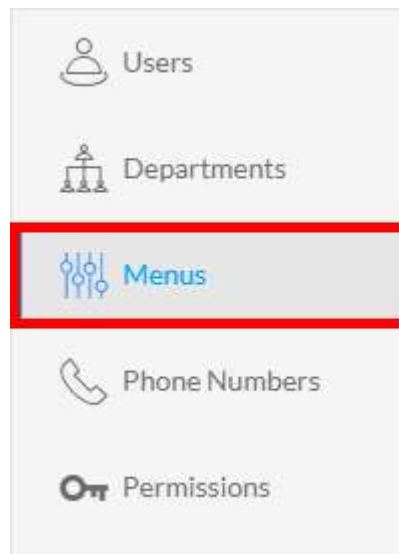 Users
Departments
Menus
Phone Numbers
Permissions